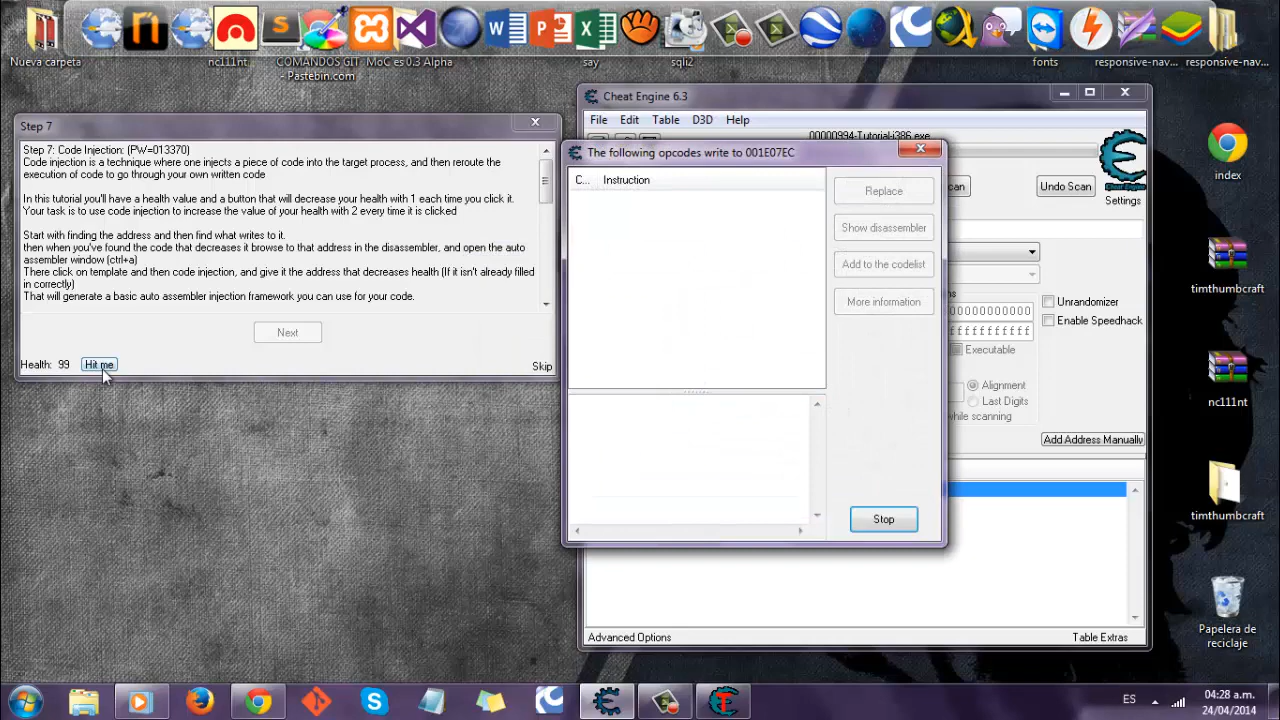 Nueva carpeta
nc111nt...
COMANDOS GIT
- Pastebin.com
MoC es 0.3 Alpha
say
sqli2
fonts
responsive-nav...
responsive-nav...
Step 7
Step 7: Code Injection: (PW=013370)
Code injection is a technique where one injects a piece of code into the target process, and then reroute the
execution of code to go through your own written code
In this tutorial you'll have a health value and a button that will decrease your health with 1 each time you click it.
Your task is to use code injection to increase the value of your health with 2 every time it is clicked
Start with finding the address and then find what writes to it.
then when you've found the code that decreases it browse to that address in the disassembler, and open the auto
assembler window (ctrl+a)
There click on template and then code injection, and give it the address that decreases health (If it isn't already filled
in correctly)
That will generate a basic auto assembler injection framework you can use for your code.
Next
Health: 99
Hit me
Skip
Cheat Engine 6.3
File Edit Table D3D Help
00000994-Tutorial-i386.exe
The following opcodes write to 001E07EC
C... Instruction
Replace
Show disassembler
Add to the codelist
More information
Stop
Undo Scan
Settings
Unrandomizer
Enable Speedhack
Executable
Alignment
Last Digits
while scanning
Add Address Manually
Advanced Options
Table Extras
index
timthumbcraft
nc111nt
timthumbcraft
Papelera de
reciclaje
ES
04:28 a.m.
24/04/2014